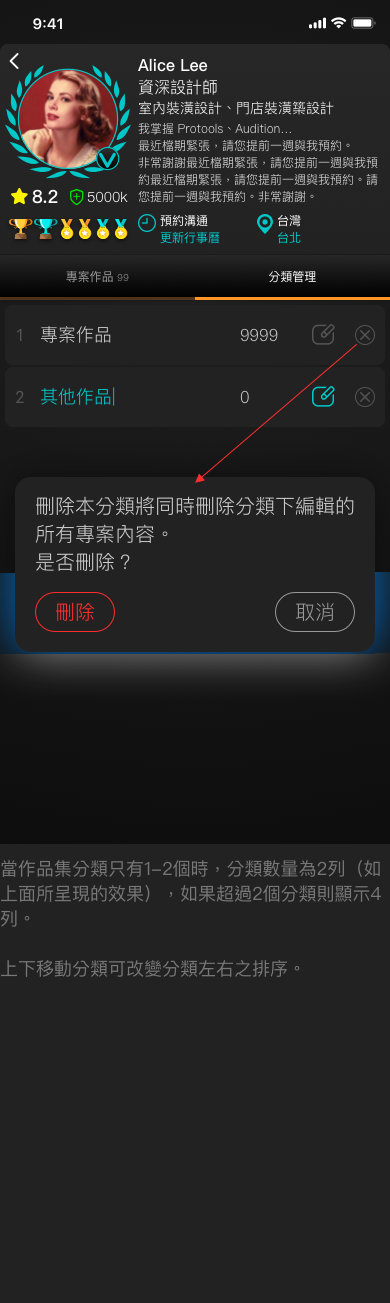 9:41
Alice Lee
資深設計師
室內裝潢設計、門店裝潢築設計
我掌握 Protools、Audition...
最近檔期緊張，請您提前一週與我預約。
非常謝謝最近檔期緊張，請您提前一週與我預
約最近檔期緊張，請您提前一週與我預約。請
您提前一週與我預約。非常謝謝。
8.2 5000k
預約溝通 台灣
更新行事曆 台北
專案作品 99 分類管理
1 專案作品 9999
2 其他作品 0
刪除本分類將同時刪除分類下編輯的
所有專案內容。
是否刪除？
刪除 取消
當作品集分類只有1-2個時，分類數量為2列（如
上面所呈現的效果），如果超過2個分類則顯示4
列。
上下移動分類可改變分類左右之排序。